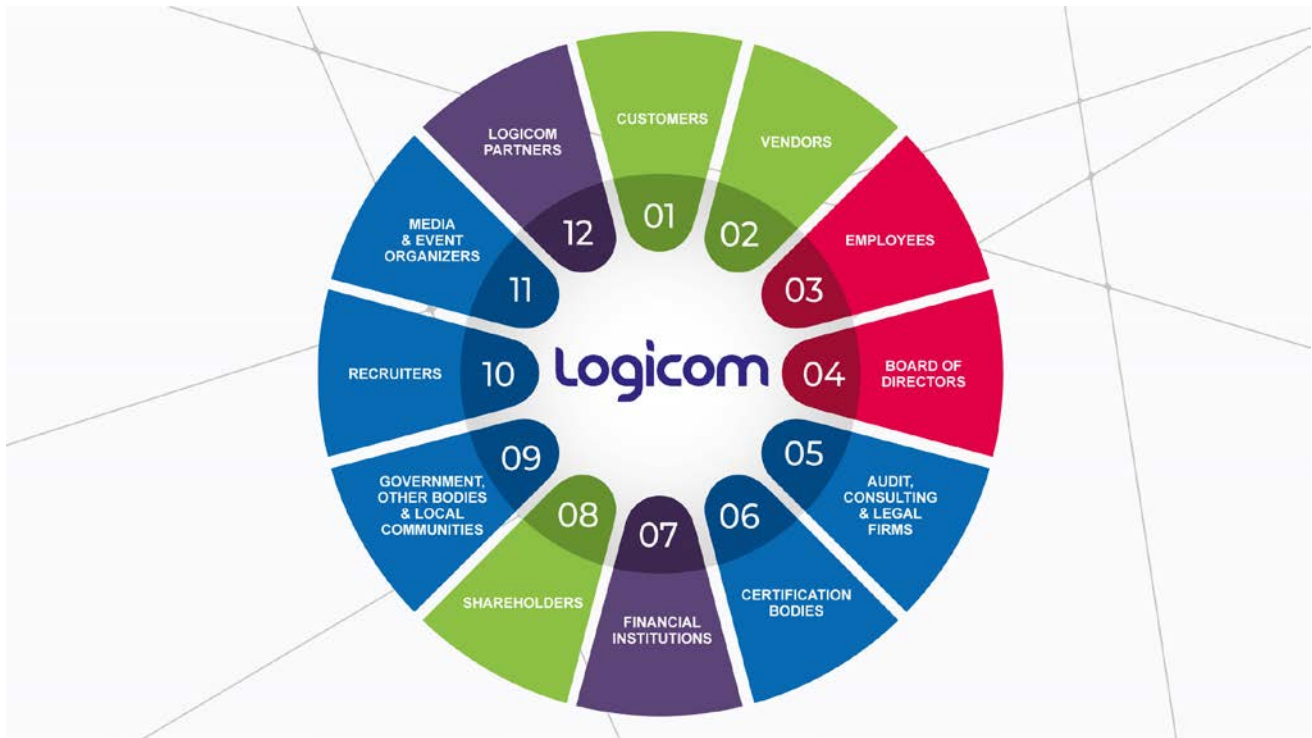 CUSTOMERS
01
VENDORS
02
EMPLOYEES
03
BOARD OF
DIRECTORS
04
AUDIT,
CONSULTING
& LEGAL
FIRMS
05
CERTIFICATION
BODIES
06
FINANCIAL
INSTITUTIONS
07
SHAREHOLDERS
08
GOVERNMENT,
OTHER BODIES
& LOCAL
COMMUNITIES
09
RECRUITERS
10
MEDIA
& EVENT
ORGANIZERS
11
LOGICOM
PARTNERS
12
Logicom